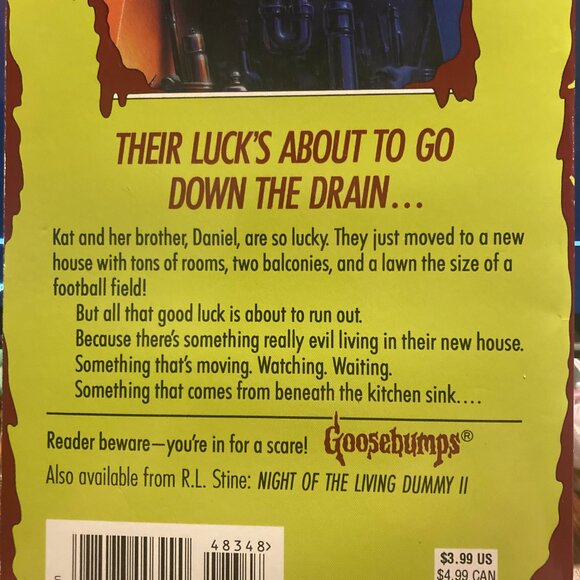 THEIR LUCK'S ABOUT TO GO
DOWN THE DRAIN...
Kat and her brother, Daniel, are so lucky. They just moved to a new
house with tons of rooms, two balconies, and a lawn the size of a
football field!
But all that good luck is about to run out.
Because there's something really evil living in their new house.
Something that's moving. Watching. Waiting.
Something that comes from beneath the kitchen sink....
Reader beware—you're in for a scare! Goosebumps®
Also available from R.L. Stine: NIGHT OF THE LIVING DUMMY II
48348>
$3.99 US
$4.99 CAN